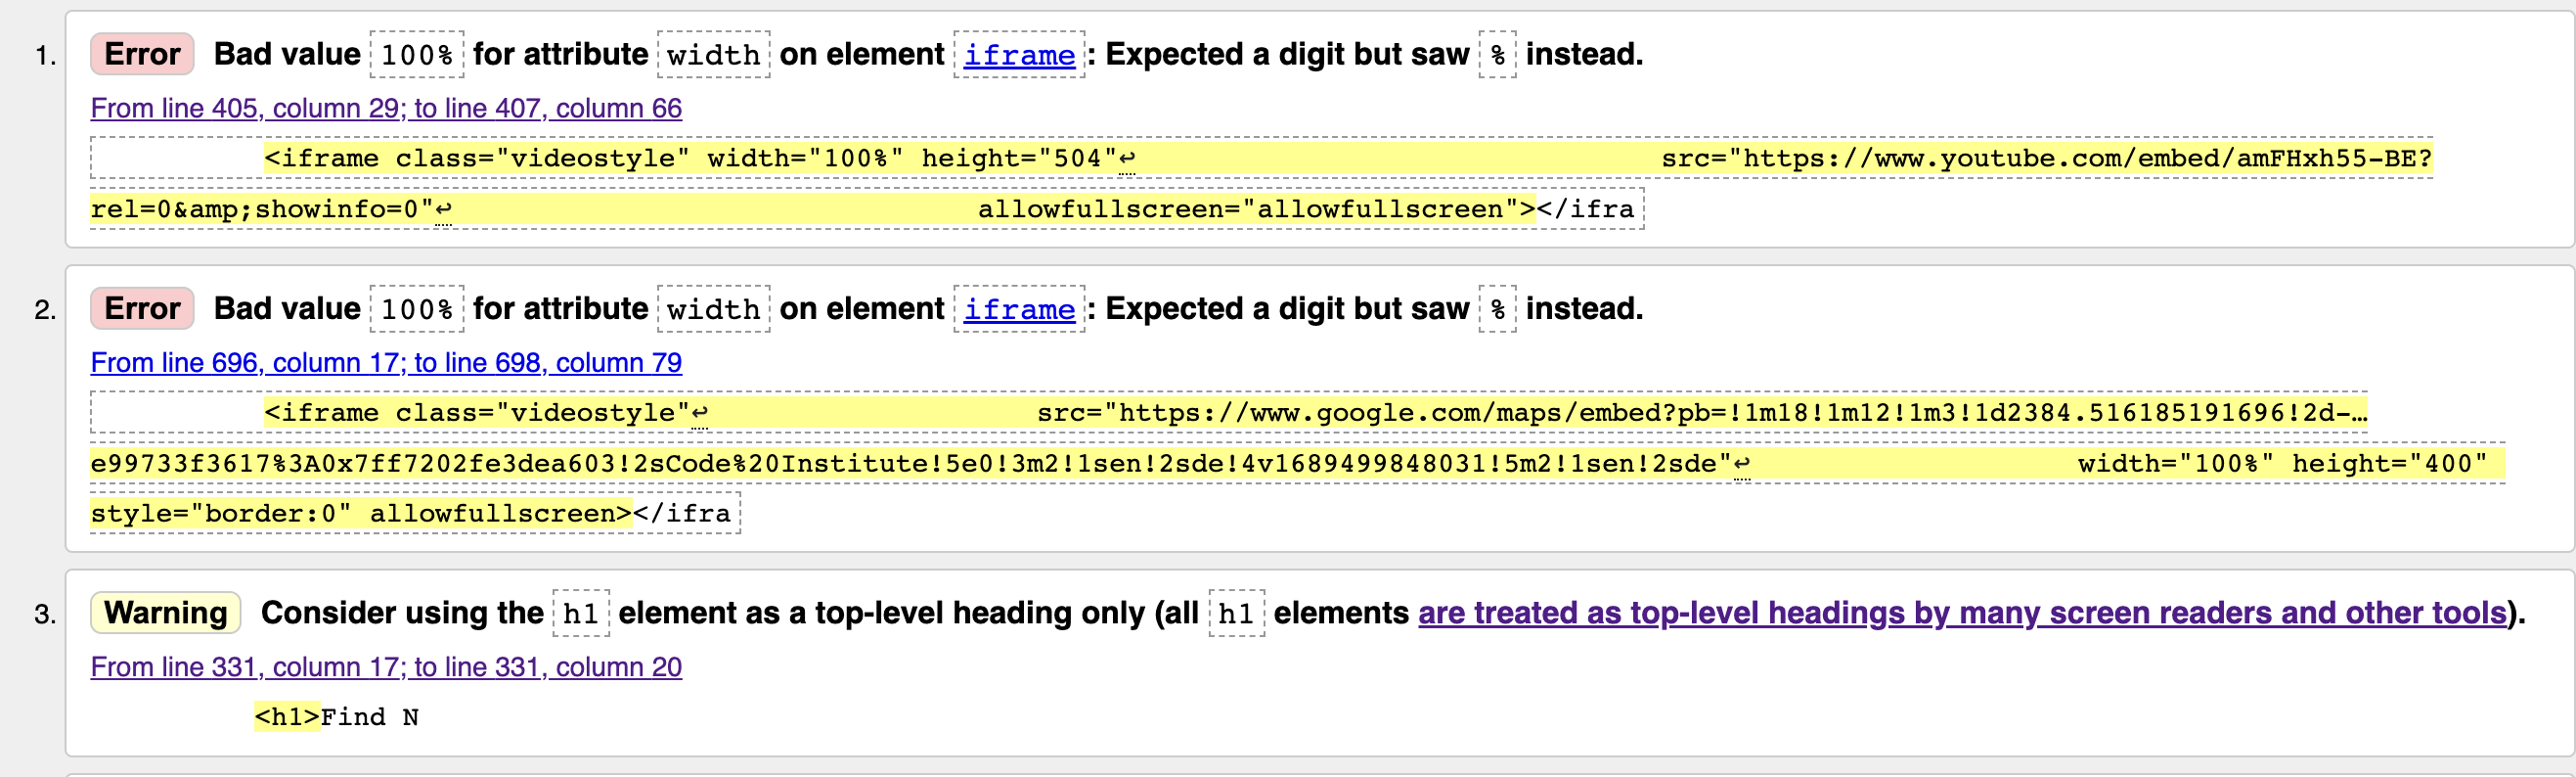 1. Error Bad value 100% for attribute width on element iframe: Expected a digit but saw % instead.
From line 405, column 29; to line 407, column 66
<iframe class="videostyle" width="100%" height="504"↩ src="https://www.youtube.com/embed/amFHxh55-BE?
rel=0&amp;showinfo=0"↩ allowfullscreen="allowfullscreen"></ifra
2. Error Bad value 100% for attribute width on element iframe: Expected a digit but saw % instead.
From line 696, column 17; to line 698, column 79
<iframe class="videostyle"↩ src="https://www.google.com/maps/embed?pb=!1m18!1m12!1m3!1d2384.516185191696!2d-…
e99733f3617%3A0x7ff7202fe3dea603!2sCode%20Institute!5e0!3m2!1sen!2sde!4v1689499848031!5m2!1sen!2sde"↩ width="100%" height="400"
style="border:0" allowfullscreen></ifra
3. Warning Consider using the h1 element as a top-level heading only (all h1 elements are treated as top-level headings by many screen readers and other tools).
From line 331, column 17; to line 331, column 20
<h1>Find N